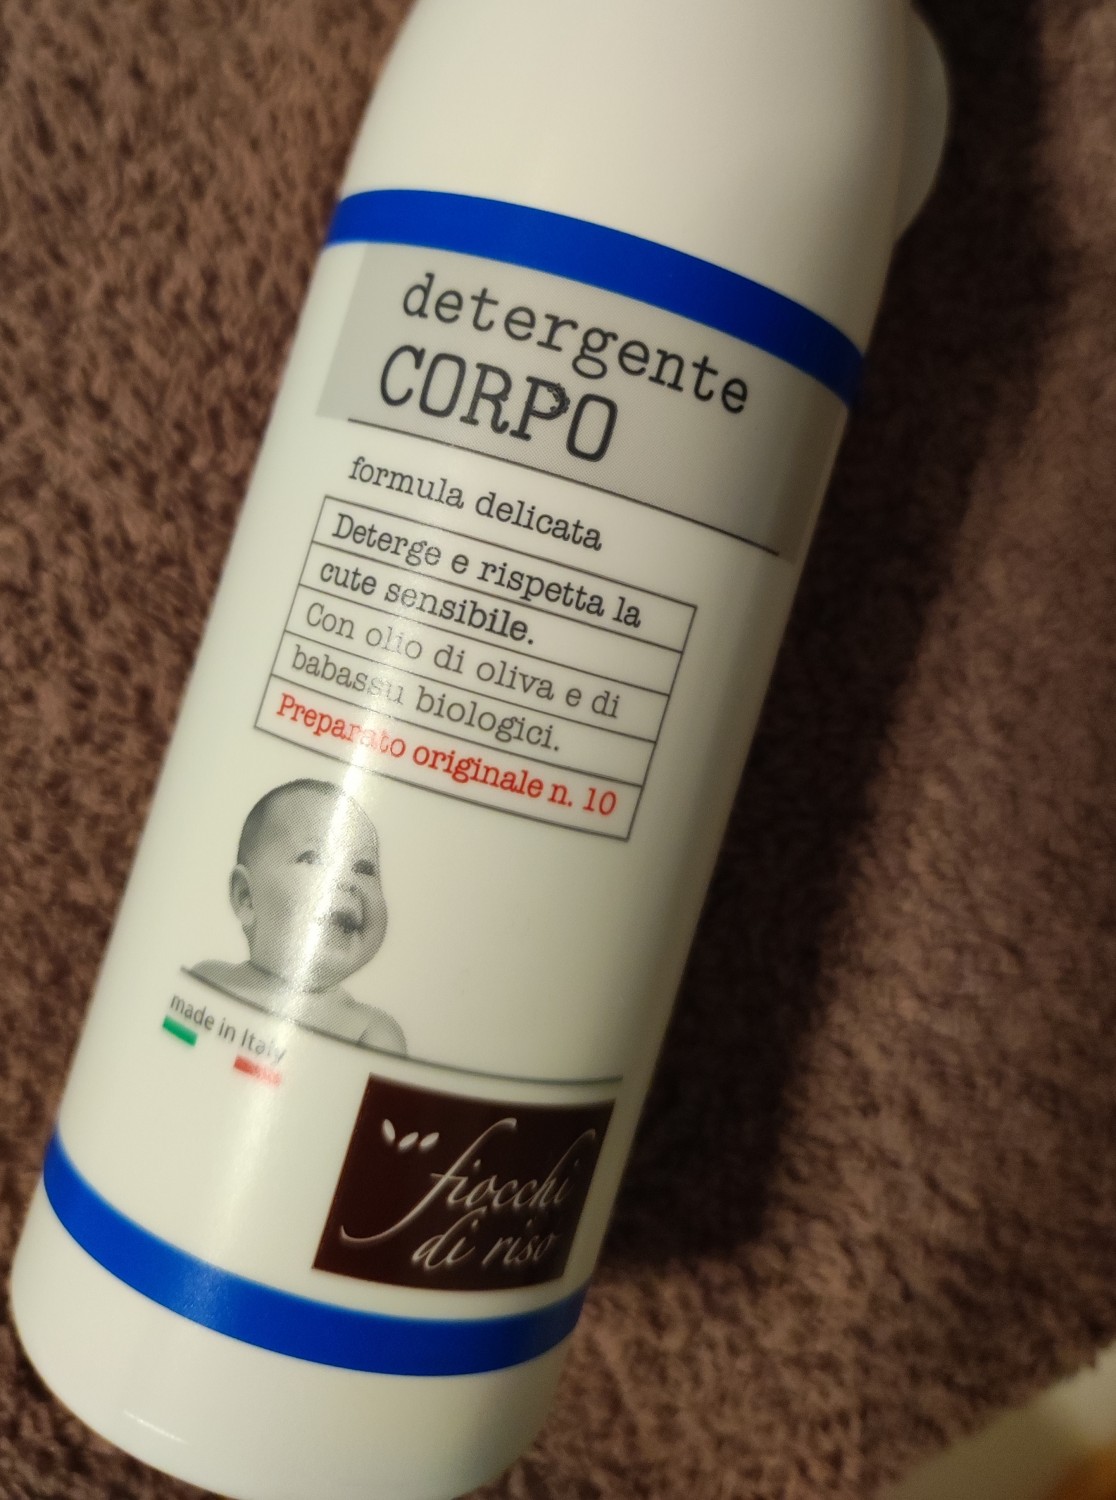 detergente
CORPO
formula delicata
Deterge e rispetta la
cute sensibile.
Con olio di oliva e di
babassu biologici.
Preparato originale n. 10
made in Italy
fiocchi
di riso